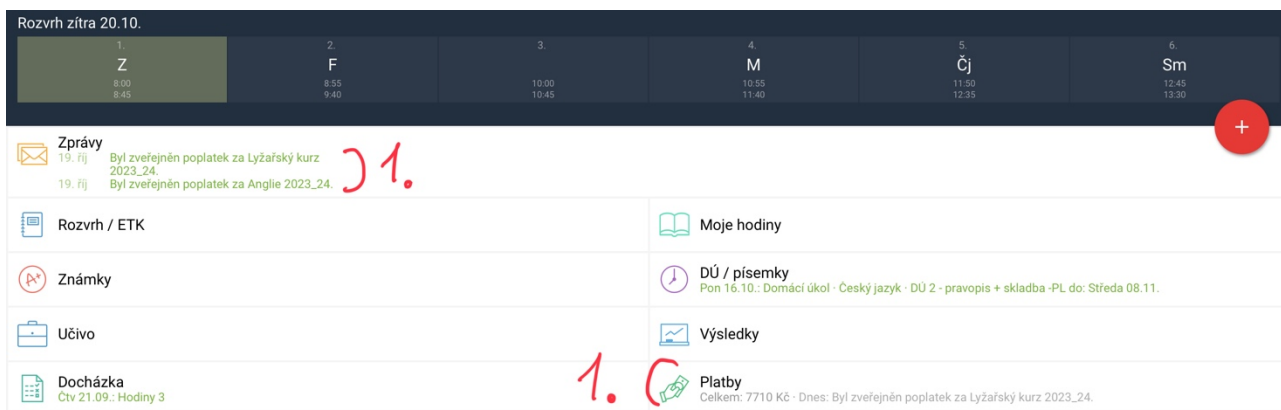 Rozvrh zítra 20.10.
1. 2. 3. 4. 5. 6.
Z F M Čj Sm
8:00 8:55 10:00 10:55 11:50 12:45
8:45 9:40 10:45 11:40 12:35 13:30
+
Zprávy
19. říj Byl zveřejněn poplatek za Lyžařský kurz
2023_24.
19. říj Byl zveřejněn poplatek za Anglie 2023_24.
1.
Rozvrh / ETK Moje hodiny
A+ Známky DÚ / písemky
Pon 16.10.: Domácí úkol · Český jazyk · DÚ 2 - pravopis + skladba -PL do: Středa 08.11.
Učivo Výsledky
Docházka 1. Platby
Čtv 21.09.: Hodiny 3 Celkem: 7710 Kč · Dnes: Byl zveřejněn poplatek za Lyžařský kurz 2023_24.